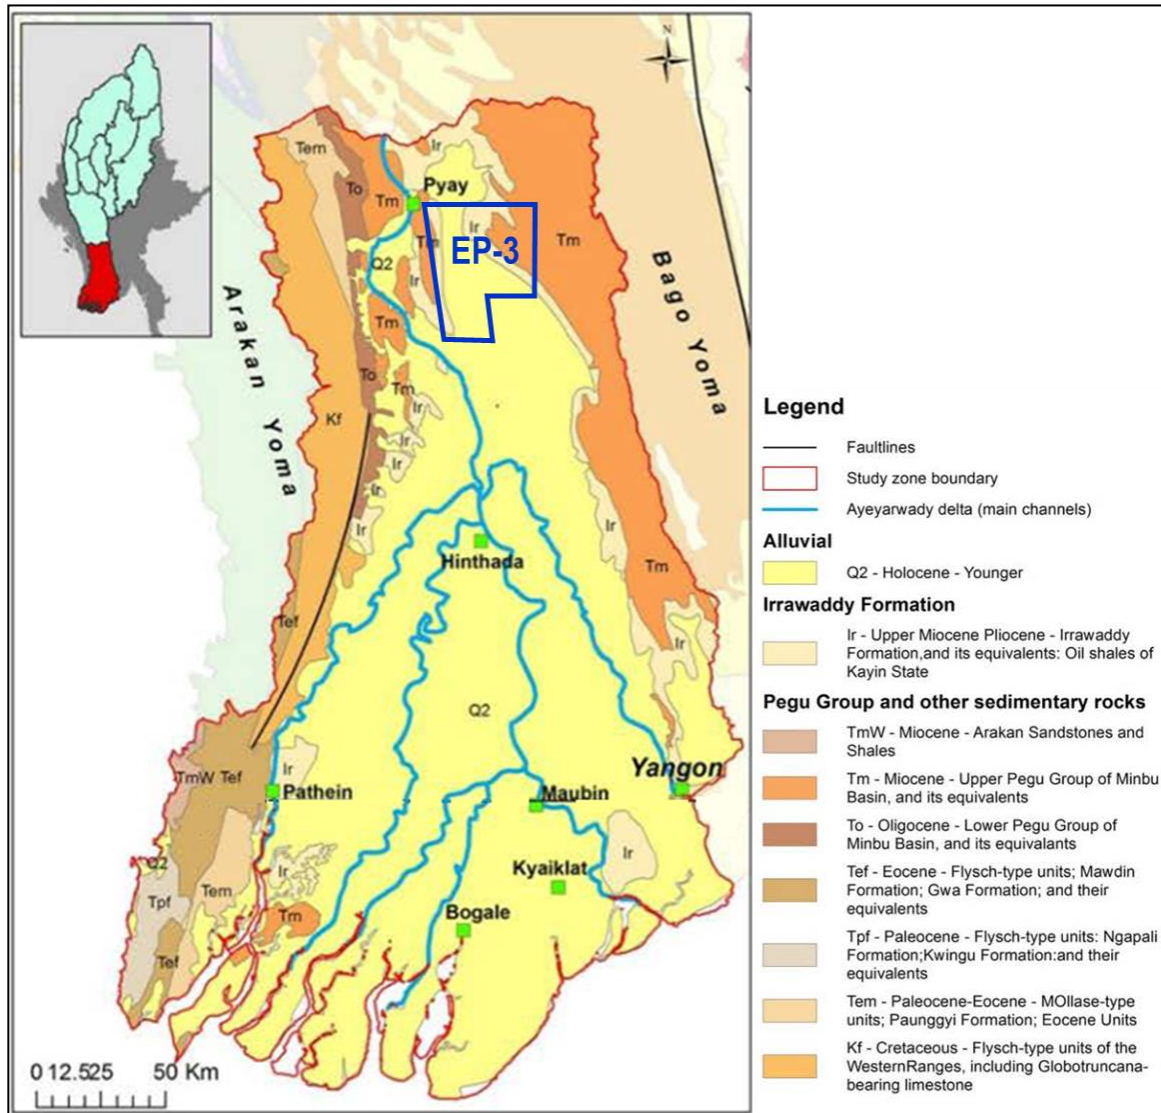 N
Tem
Ir
To
Pyay
Tm
Ir
Tm
EP-3
Tm
Q2
Ir
Tm
To
Tm
Ir
Kf
Ir
Ir
Ir
Ir
Ir
Tm
Hinthada
Tef
Ir
Q2
Arakan Yoma
Bago Yoma
TmW
Tef
Ir
Pathein
Yangon
Maubin
Q2
Ir
Ir
Kyaiklat
Tpf
Tem
Tm
Bogale
Tef
0 12.525 50 Km
Legend
Faultlines
Study zone boundary
Ayeyarwady delta (main channels)
Alluvial
Q2 - Holocene - Younger
Irrawaddy Formation
Ir - Upper Miocene Pliocene - Irrawaddy
Formation,and its equivalents: Oil shales of
Kayin State
Pegu Group and other sedimentary rocks
TmW - Miocene - Arakan Sandstones and
Shales
Tm - Miocene - Upper Pegu Group of Minbu
Basin, and its equivalents
To - Oligocene - Lower Pegu Group of
Minbu Basin, and its equivalants
Tef - Eocene - Flysch-type units; Mawdin
Formation; Gwa Formation; and their
equivalents
Tpf - Paleocene - Flysch-type units: Ngapali
Formation;Kwingu Formation:and their
equivalents
Tem - Paleocene-Eocene - MOllase-type
units; Paunggyi Formation; Eocene Units
Kf - Cretaceous - Flysch-type units of the
WesternRanges, including Globotruncana-
bearing limestone